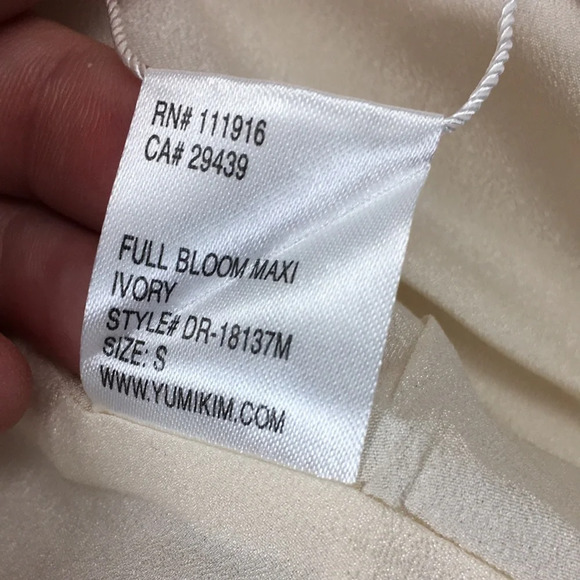 RN# 111916
CA# 29439
FULL BLOOM MAXI
IVORY
STYLE# DR-18137M
SIZE: S
WWW.YUMIKIM.COM